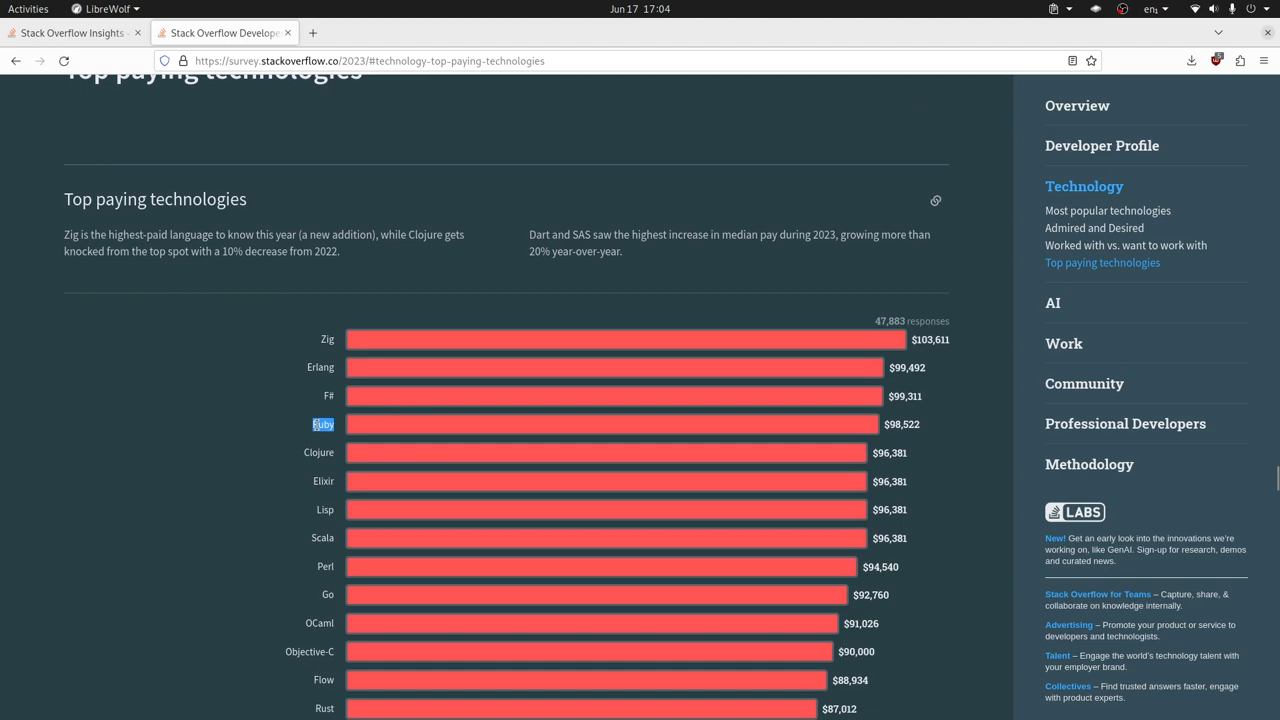 Activities
LibreWolf
Jun 17 17:04
en₁
Stack Overflow Insights -
Stack Overflow Develope
https://survey.stackoverflow.co/2023/#technology-top-paying-technologies
5
Top paying technologies
Top paying technologies
Zig is the highest-paid language to know this year (a new addition), while Clojure gets
knocked from the top spot with a 10% decrease from 2022.
Dart and SAS saw the highest increase in median pay during 2023, growing more than
20% year-over-year.
47,883 responses
Zig $103,611
Erlang $99,492
F# $99,311
Ruby $98,522
Clojure $96,381
Elixir $96,381
Lisp $96,381
Scala $96,381
Perl $94,540
Go $92,760
OCaml $91,026
Objective-C $90,000
Flow $88,934
Rust $87,012
Overview
Developer Profile
Technology
Most popular technologies
Admired and Desired
Worked with vs. want to work with
Top paying technologies
AI
Work
Community
Professional Developers
Methodology
LABS
New! Get an early look into the innovations we're
working on, like GenAI. Sign-up for research, demos
and curated news.
Stack Overflow for Teams – Capture, share, &
collaborate on knowledge internally.
Advertising – Promote your product or service to
developers and technologists.
Talent – Engage the world's technology talent with
your employer brand.
Collectives – Find trusted answers faster, engage
with product experts.